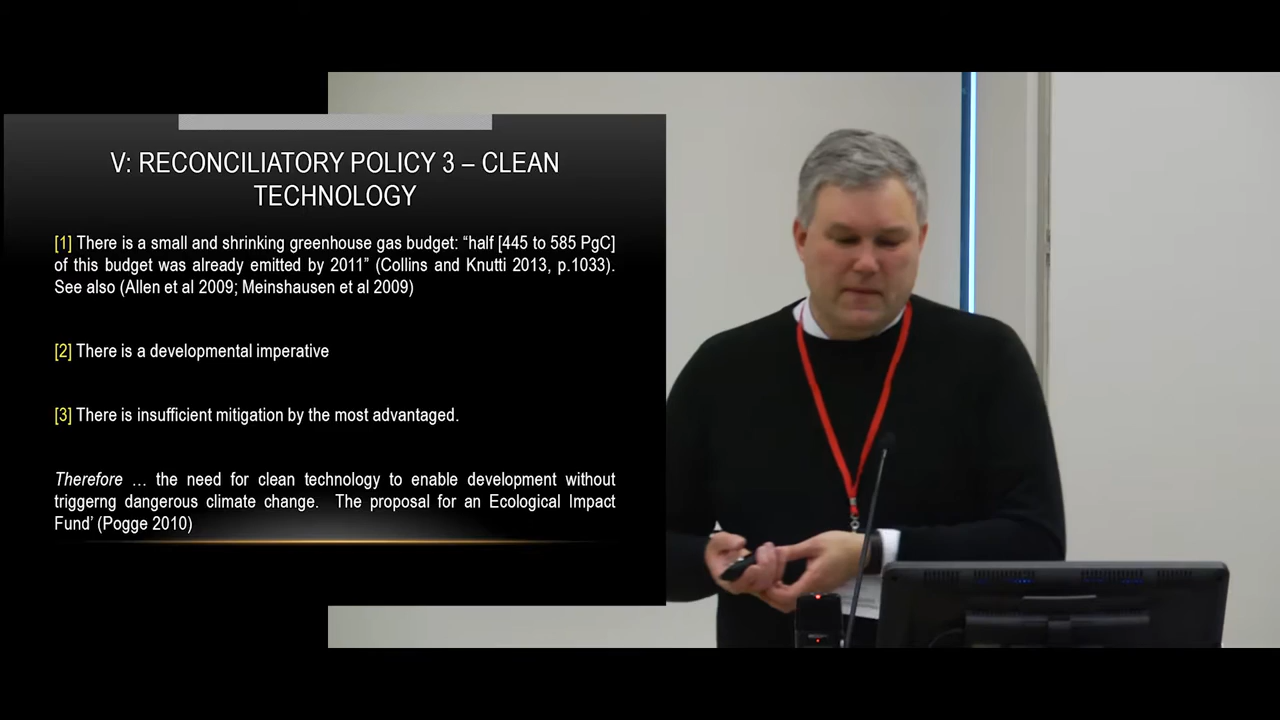 V: RECONCILIATORY POLICY 3 – CLEAN
TECHNOLOGY
[1] There is a small and shrinking greenhouse gas budget: “half [445 to 585 PgC]
of this budget was already emitted by 2011” (Collins and Knutti 2013, p.1033).
See also (Allen et al 2009; Meinshausen et al 2009)
[2] There is a developmental imperative
[3] There is insufficient mitigation by the most advantaged.
Therefore … the need for clean technology to enable development without
triggerng dangerous climate change. The proposal for an Ecological Impact
Fund’ (Pogge 2010)